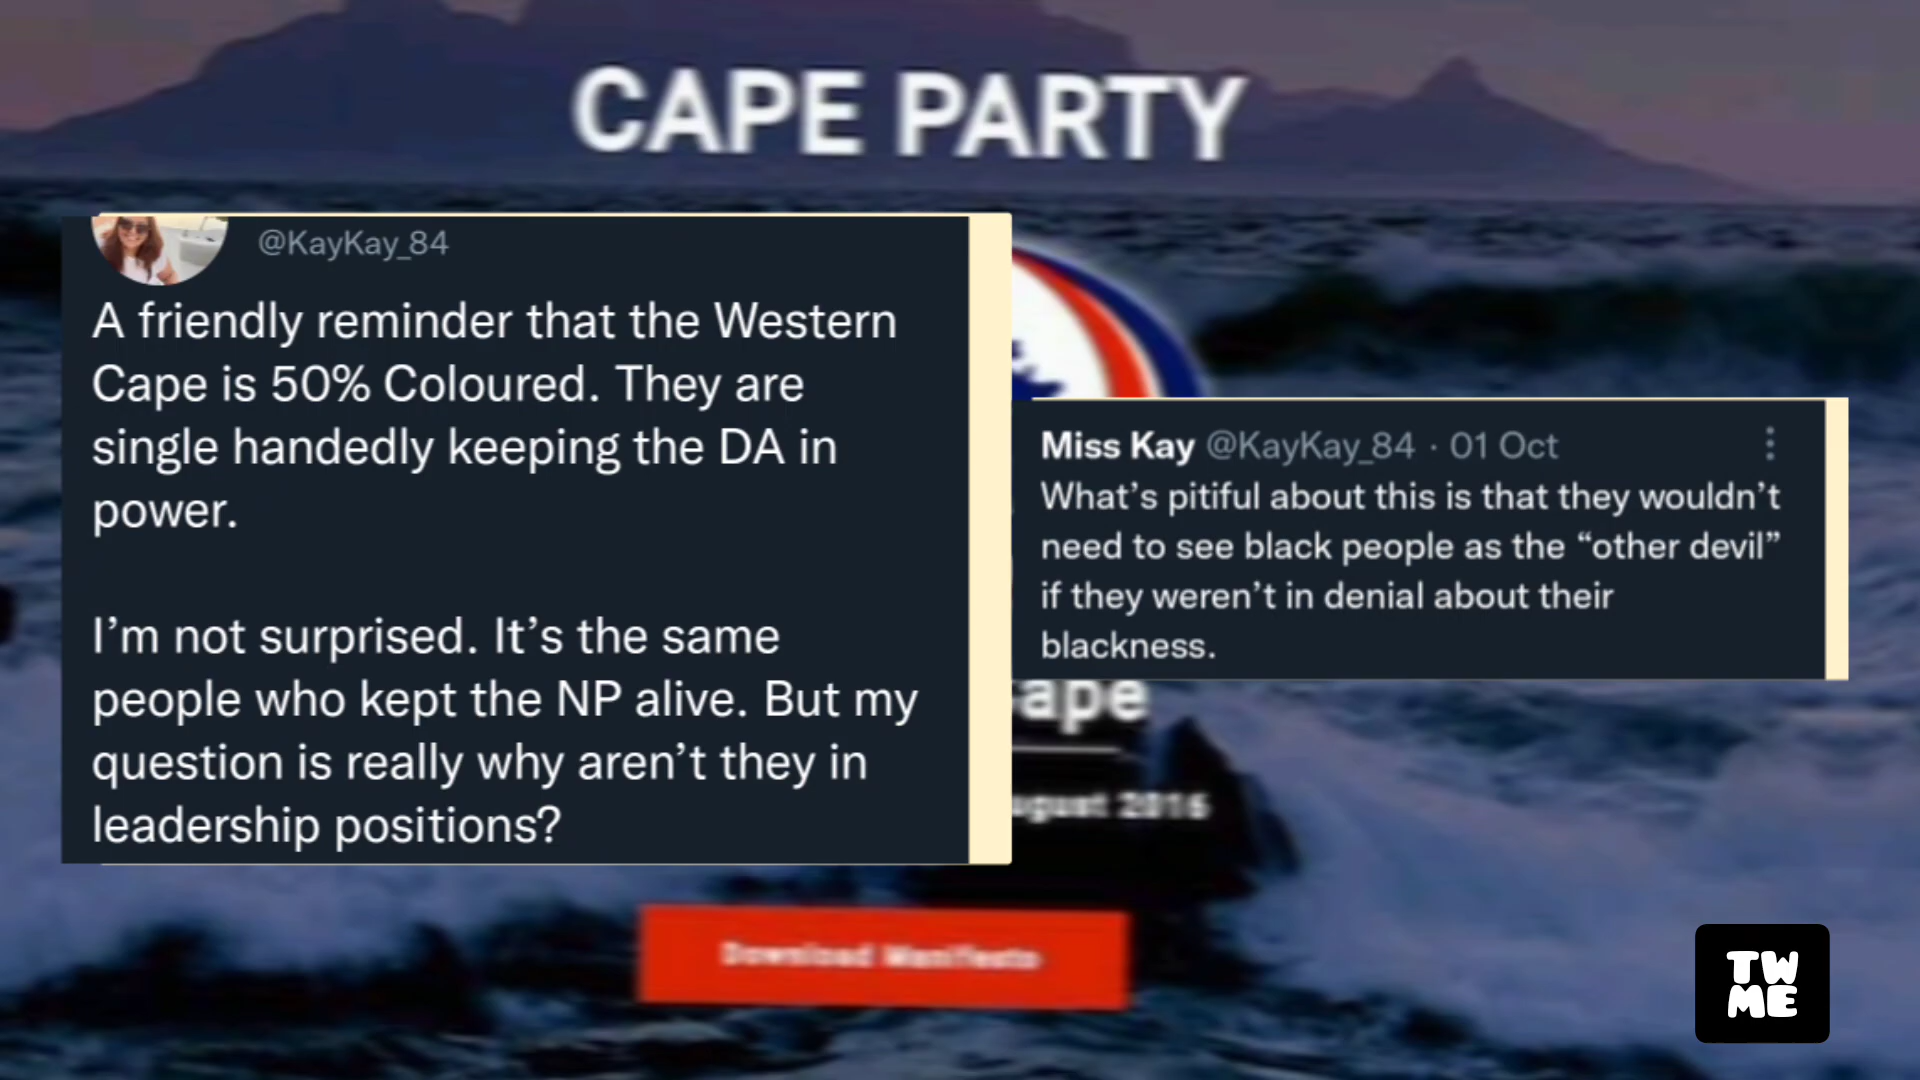 CAPE PARTY
@KayKay_84
A friendly reminder that the Western
Cape is 50% Coloured. They are
single handedly keeping the DA in
power.
I’m not surprised. It’s the same
people who kept the NP alive. But my
question is really why aren’t they in
leadership positions?
Miss Kay @KayKay_84 · 01 Oct
What’s pitiful about this is that they wouldn’t
need to see black people as the “other devil”
if they weren’t in denial about their
blackness.
ape
ugust 2016
Download Manifesto
TW
ME